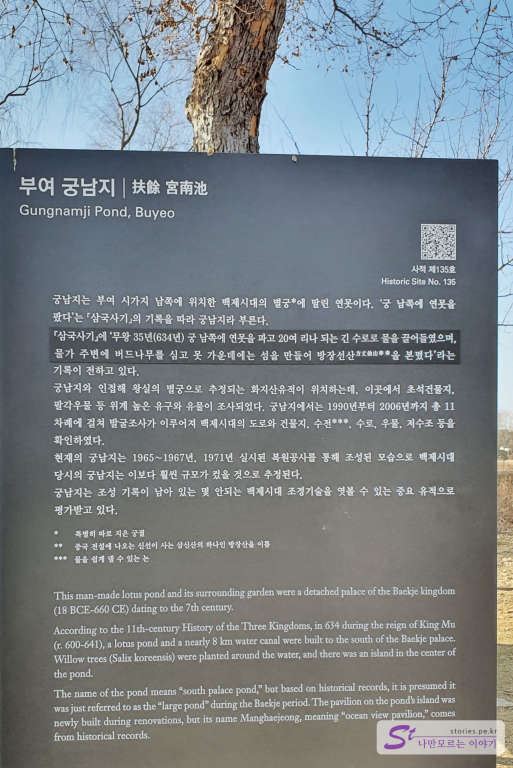 부여 궁남지 | 扶餘 宮南池
Gungnamji Pond, Buyeo
사적 제135호
Historic Site No. 135
궁남지는 부여 시가지 남쪽에 위치한 백제시대의 별궁*에 딸린 연못이다. '궁 남쪽에 연못을
팠다'는 「삼국사기」의 기록을 따라 궁남지라 부른다.
「삼국사기」에 '무왕 35년(634년) 궁 남쪽에 연못을 파고 20여 리나 되는 긴 수로로 물을 끌어들였으며,
물가 주변에 버드나무를 심고 못 가운데에는 섬을 만들어 방장선산方丈仙山**을 본떴다'라는
기록이 전하고 있다.
궁남지와 인접해 왕실의 별궁으로 추정되는 화지산유적이 위치하는데, 이곳에서 초석건물지,
팔각우물 등 위계 높은 유구와 유물이 조사되었다. 궁남지에서는 1990년부터 2006년까지 총 11
차례에 걸쳐 발굴조사가 이루어져 백제시대의 도로와 건물지, 수전***, 수로, 우물, 저수조 등을
확인하였다.
현재의 궁남지는 1965~1967년, 1971년 실시된 복원공사를 통해 조성된 모습으로 백제시대
당시의 궁남지는 이보다 훨씬 규모가 컸을 것으로 추정된다.
궁남지는 조성 기록이 남아 있는 몇 안되는 백제시대 조경기술을 엿볼 수 있는 중요 유적으로
평가받고 있다.
* 특별히 따로 지은 궁궐
** 중국 전설에 나오는 신선이 사는 삼신산의 하나인 방장산을 이름
*** 물을 쉽게 댈 수 있는 논
This man-made lotus pond and its surrounding garden were a detached palace of the Baekje kingdom
(18 BCE-660 CE) dating to the 7th century.
According to the 11th-century History of the Three Kingdoms, in 634 during the reign of King Mu
(r. 600-641), a lotus pond and a nearly 8 km water canal were built to the south of the Baekje palace.
Willow trees (Salix koreensis) were planted around the water, and there was an island in the center of
the pond.
The name of the pond means “south palace pond,” but based on historical records, it is presumed it
was just referred to as the “large pond” during the Baekje period. The pavilion on the pond's island was
newly built during renovations, but its name Manghaejeong, meaning “ocean view pavilion,” comes
from historical records.
St stories.pe.kr
나만모르는 이야기